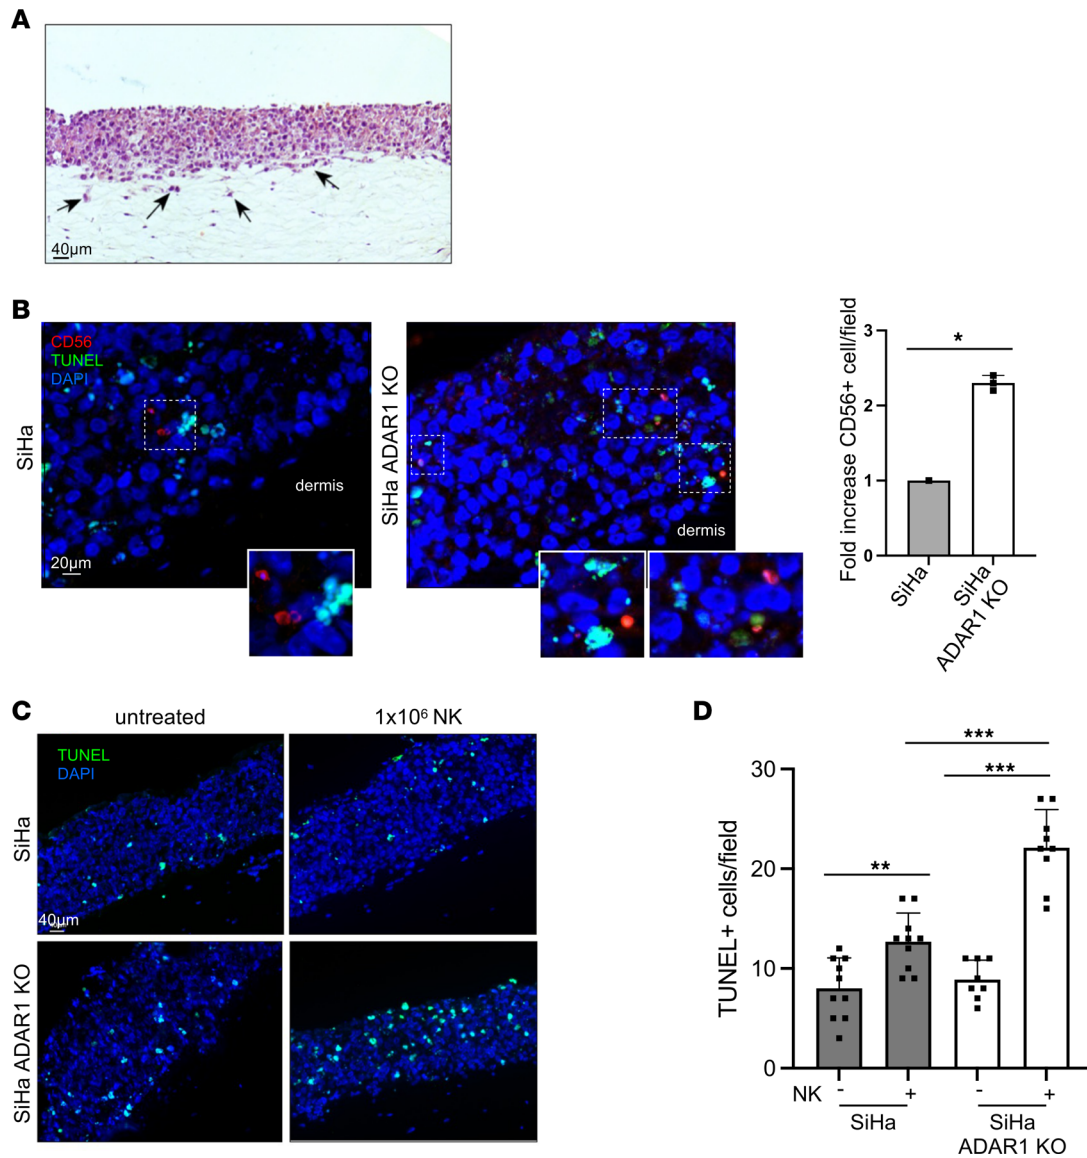 A
40μm
B
CD56
TUNEL
DAPI
SiHa
dermis
20μm
SiHa ADAR1 KO
dermis
Fold increase CD56+ cell/field
3
2
1
0
*
SiHa
SiHa
ADAR1 KO
C
untreated
1x10⁶ NK
TUNEL
DAPI
SiHa
40μm
SiHa ADAR1 KO
D
TUNEL+ cells/field
30
20
10
0
**
***
***
NK - + - +
SiHa
SiHa
ADAR1 KO